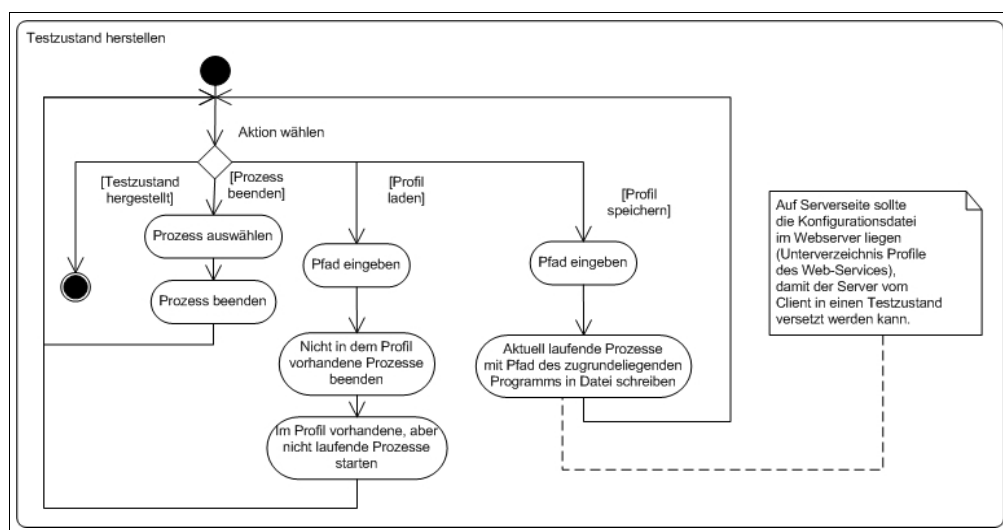 Testzustand herstellen
Aktion wählen
[Testzustand
hergestellt]
[Prozess
beenden]
[Profil
laden]
[Profil
speichern]
Prozess auswählen
Prozess beenden
Pfad eingeben
Nicht in dem Profil
vorhandene Prozesse
beenden
Im Profil vorhandene, aber
nicht laufende Prozesse
starten
Pfad eingeben
Aktuell laufende Prozesse
mit Pfad des zugrundeliegenden
Programms in Datei schreiben
Auf Serverseite sollte
die Konfigurationsdatei
im Webserver liegen
(Unterverzeichnis Profile
des Web-Services),
damit der Server vom
Client in einen Testzustand
versetzt werden kann.